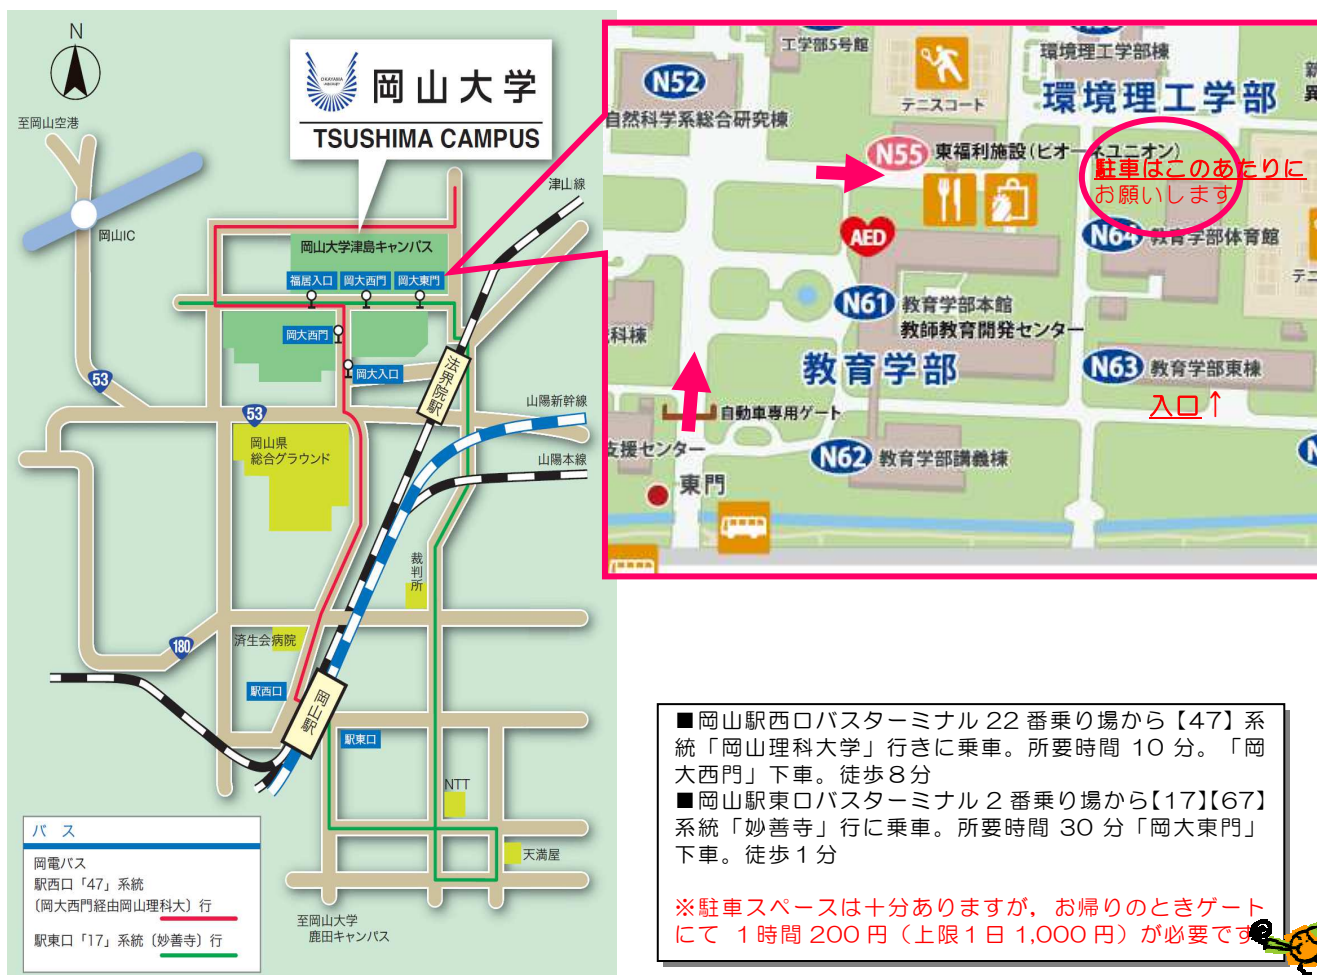 N
至岡山空港
岡山IC
OKAYAMA
UNIVERSITY
岡山大学
TSUSHIMA CAMPUS
津山線
岡山大学津島キャンパス
福居入口
岡大西門
岡大東門
岡大西門
岡大入口
法界院駅
53
53
山陽新幹線
山陽本線
岡山県
総合グラウンド
裁判所
済生会病院
180
駅西口
岡山駅
駅東口
NTT
天満屋
至岡山大学
鹿田キャンパス
バス
岡電バス
駅西口「47」系統
〔岡大西門経由岡山理科大〕行
駅東口「17」系統〔妙善寺〕行
工学部5号館
N52
自然科学系総合研究棟
テニスコート
環境理工学部棟
環境理工学部
新
異
N55 東福利施設(ピオーネユニオン)
駐車はこのあたりに
お願いします
AED
N64 教育学部体育館
テニ
N61 教育学部本館
教師教育開発センター
科棟
教育学部
N63 教育学部東棟
入口↑
自動車専用ゲート
支援センター
N62 教育学部講義棟
N
東門
■岡山駅西口バスターミナル 22 番乗り場から【47】系
統「岡山理科大学」行きに乗車。所要時間 10 分。「岡
大西門」下車。徒歩８分
■岡山駅東口バスターミナル 2 番乗り場から【17】【67】
系統「妙善寺」行に乗車。所要時間 30 分「岡大東門」
下車。徒歩１分
※駐車スペースは十分ありますが，お帰りのときゲート
にて １時間 200 円（上限１日 1,000 円）が必要です